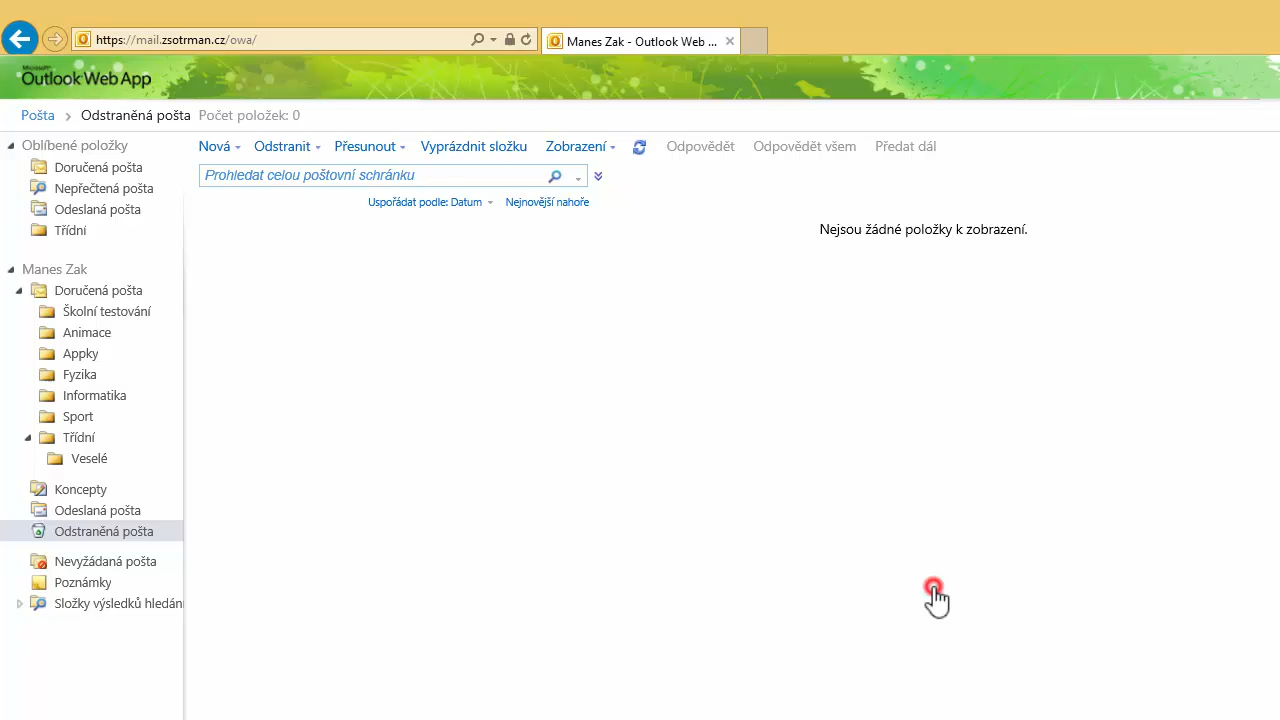 https://mail.zsotrman.cz/owa/
Manes Zak - Outlook Web ...
Microsoft
Outlook Web App
Pošta
Odstraněná pošta
Počet položek: 0
Oblíbené položky
Doručená pošta
Nepřečtená pošta
Odeslaná pošta
Třídní
Manes Zak
Doručená pošta
Školní testování
Animace
Appky
Fyzika
Informatika
Sport
Třídní
Veselé
Koncepty
Odeslaná pošta
Odstraněná pošta
Nevyžádaná pošta
Poznámky
Složky výsledků hledán
Nová Odstranit Přesunout Vyprázdnit složku Zobrazení Odpovědět Odpovědět všem Předat dál
Prohledat celou poštovní schránku
Uspořádat podle: Datum Nejnovější nahoře
Nejsou žádné položky k zobrazení.